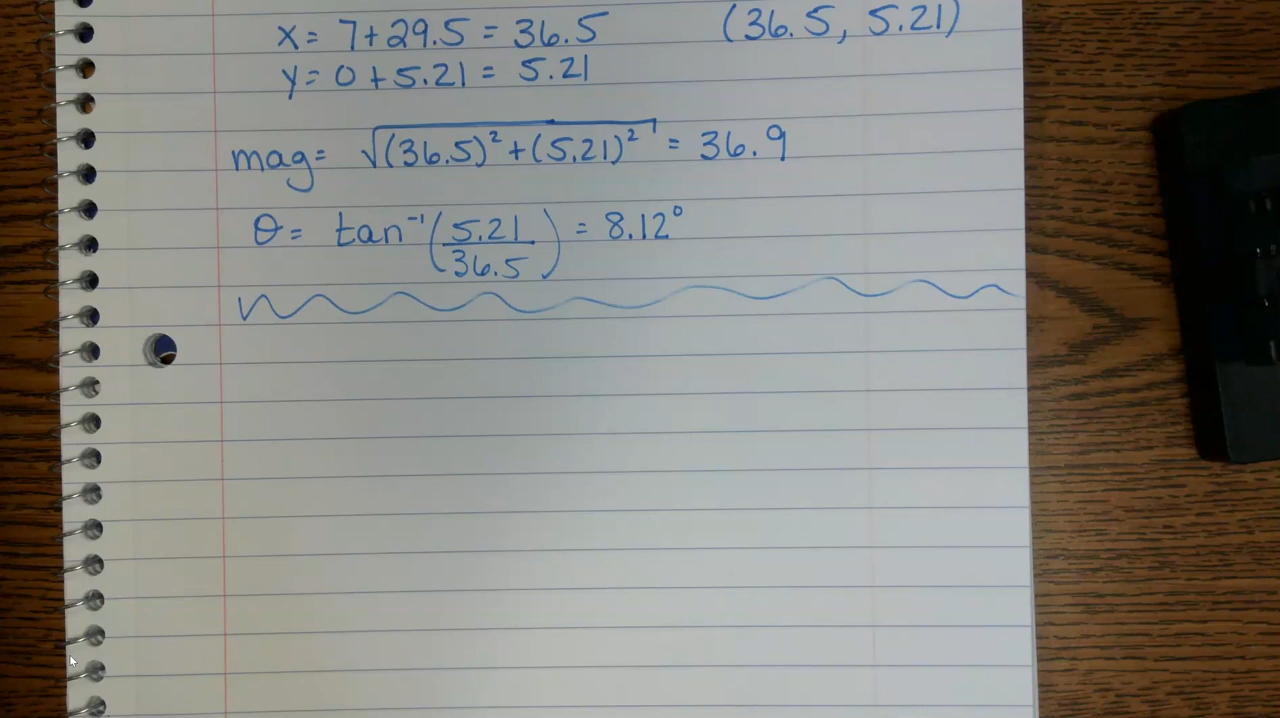 x = 7+29.5 = 36.5 (36.5, 5.21)
y = 0+5.21 = 5.21
mag= √(36.5)²+(5.21)² = 36.9
θ = tan⁻¹(5.21/36.5) = 8.12°